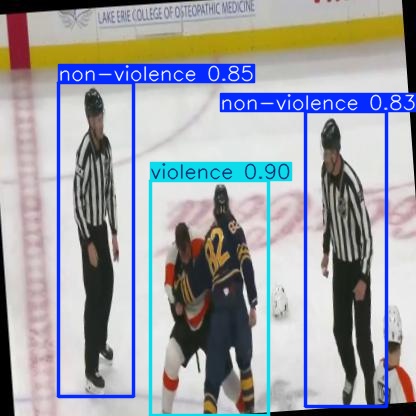 LAKE ERIE COLLEGE OF OSTEOPATHIC MEDICINE
non-violence 0.85
non-violence 0.83
violence 0.90
82